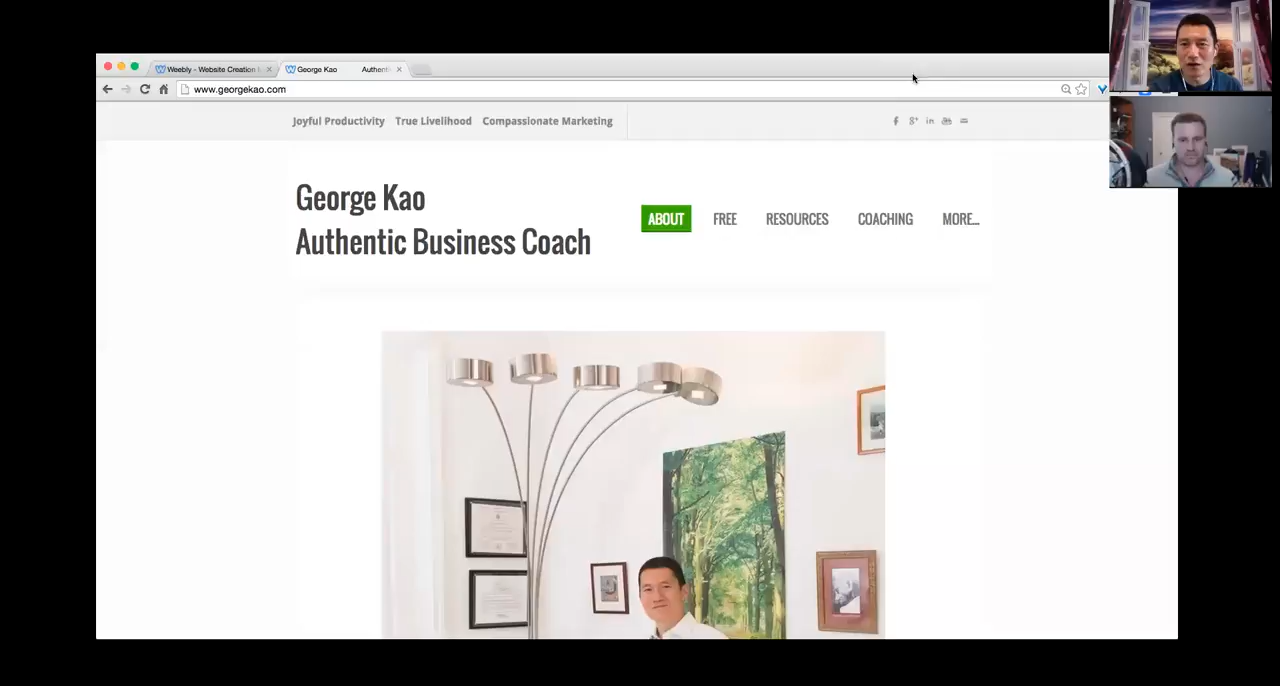 Weebly - Website Creation
George Kao Authent
www.georgekao.com
Joyful Productivity True Livelihood Compassionate Marketing
George Kao
Authentic Business Coach
ABOUT FREE RESOURCES COACHING MORE...